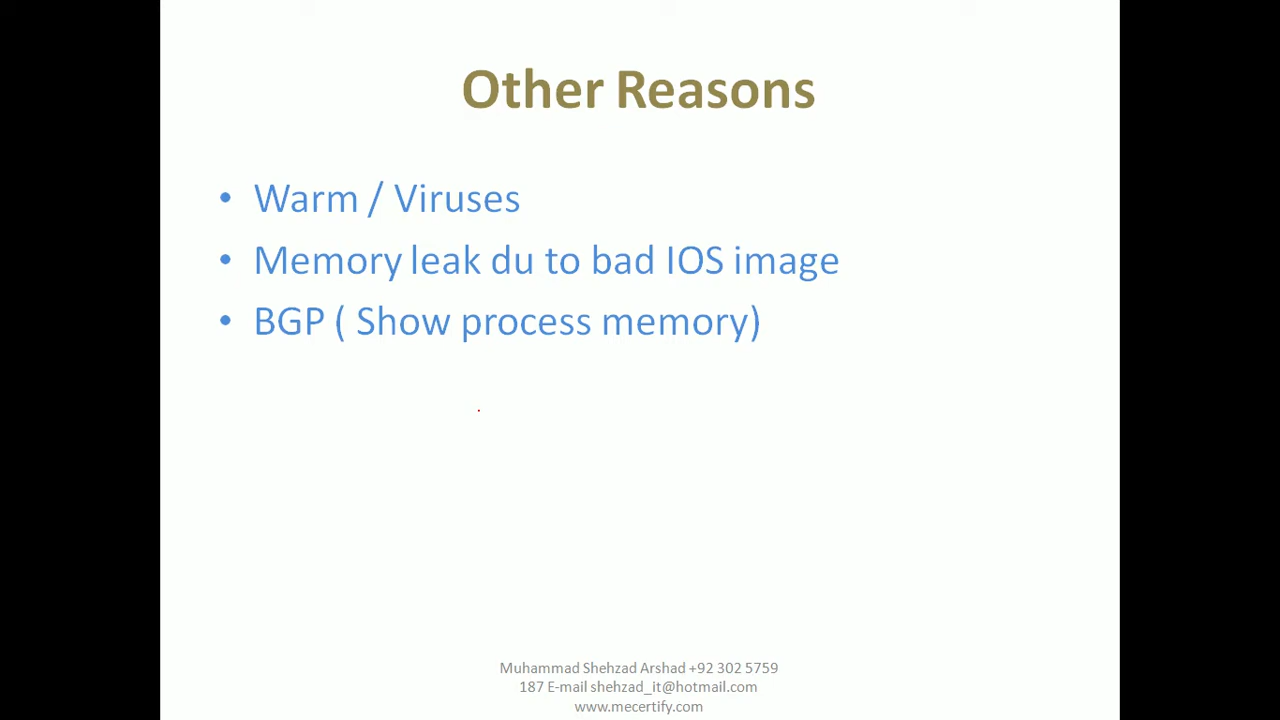 Other Reasons
• Warm / Viruses
• Memory leak du to bad IOS image
• BGP ( Show process memory)
Muhammad Shehzad Arshad +92 302 5759
187 E-mail shehzad_it@hotmail.com
www.mecertify.com